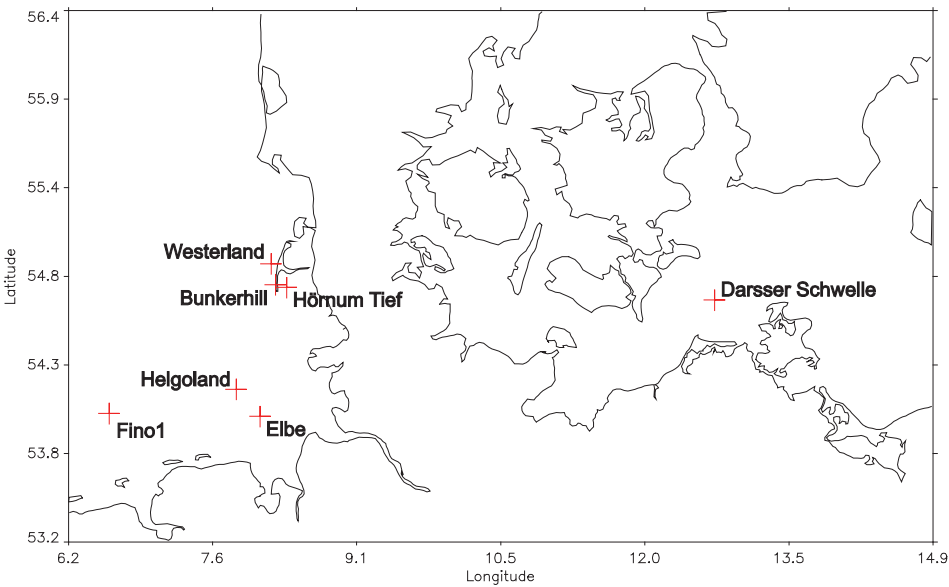 56.4
55.9
55.4
Westerland
54.8
Latitude
Bunkerhill
Hörnum Tief
Darsser Schwelle
54.3
Helgoland
Fino1
Elbe
53.8
53.2
6.2 7.6 9.1 10.5 12.0 13.5 14.9
Longitude